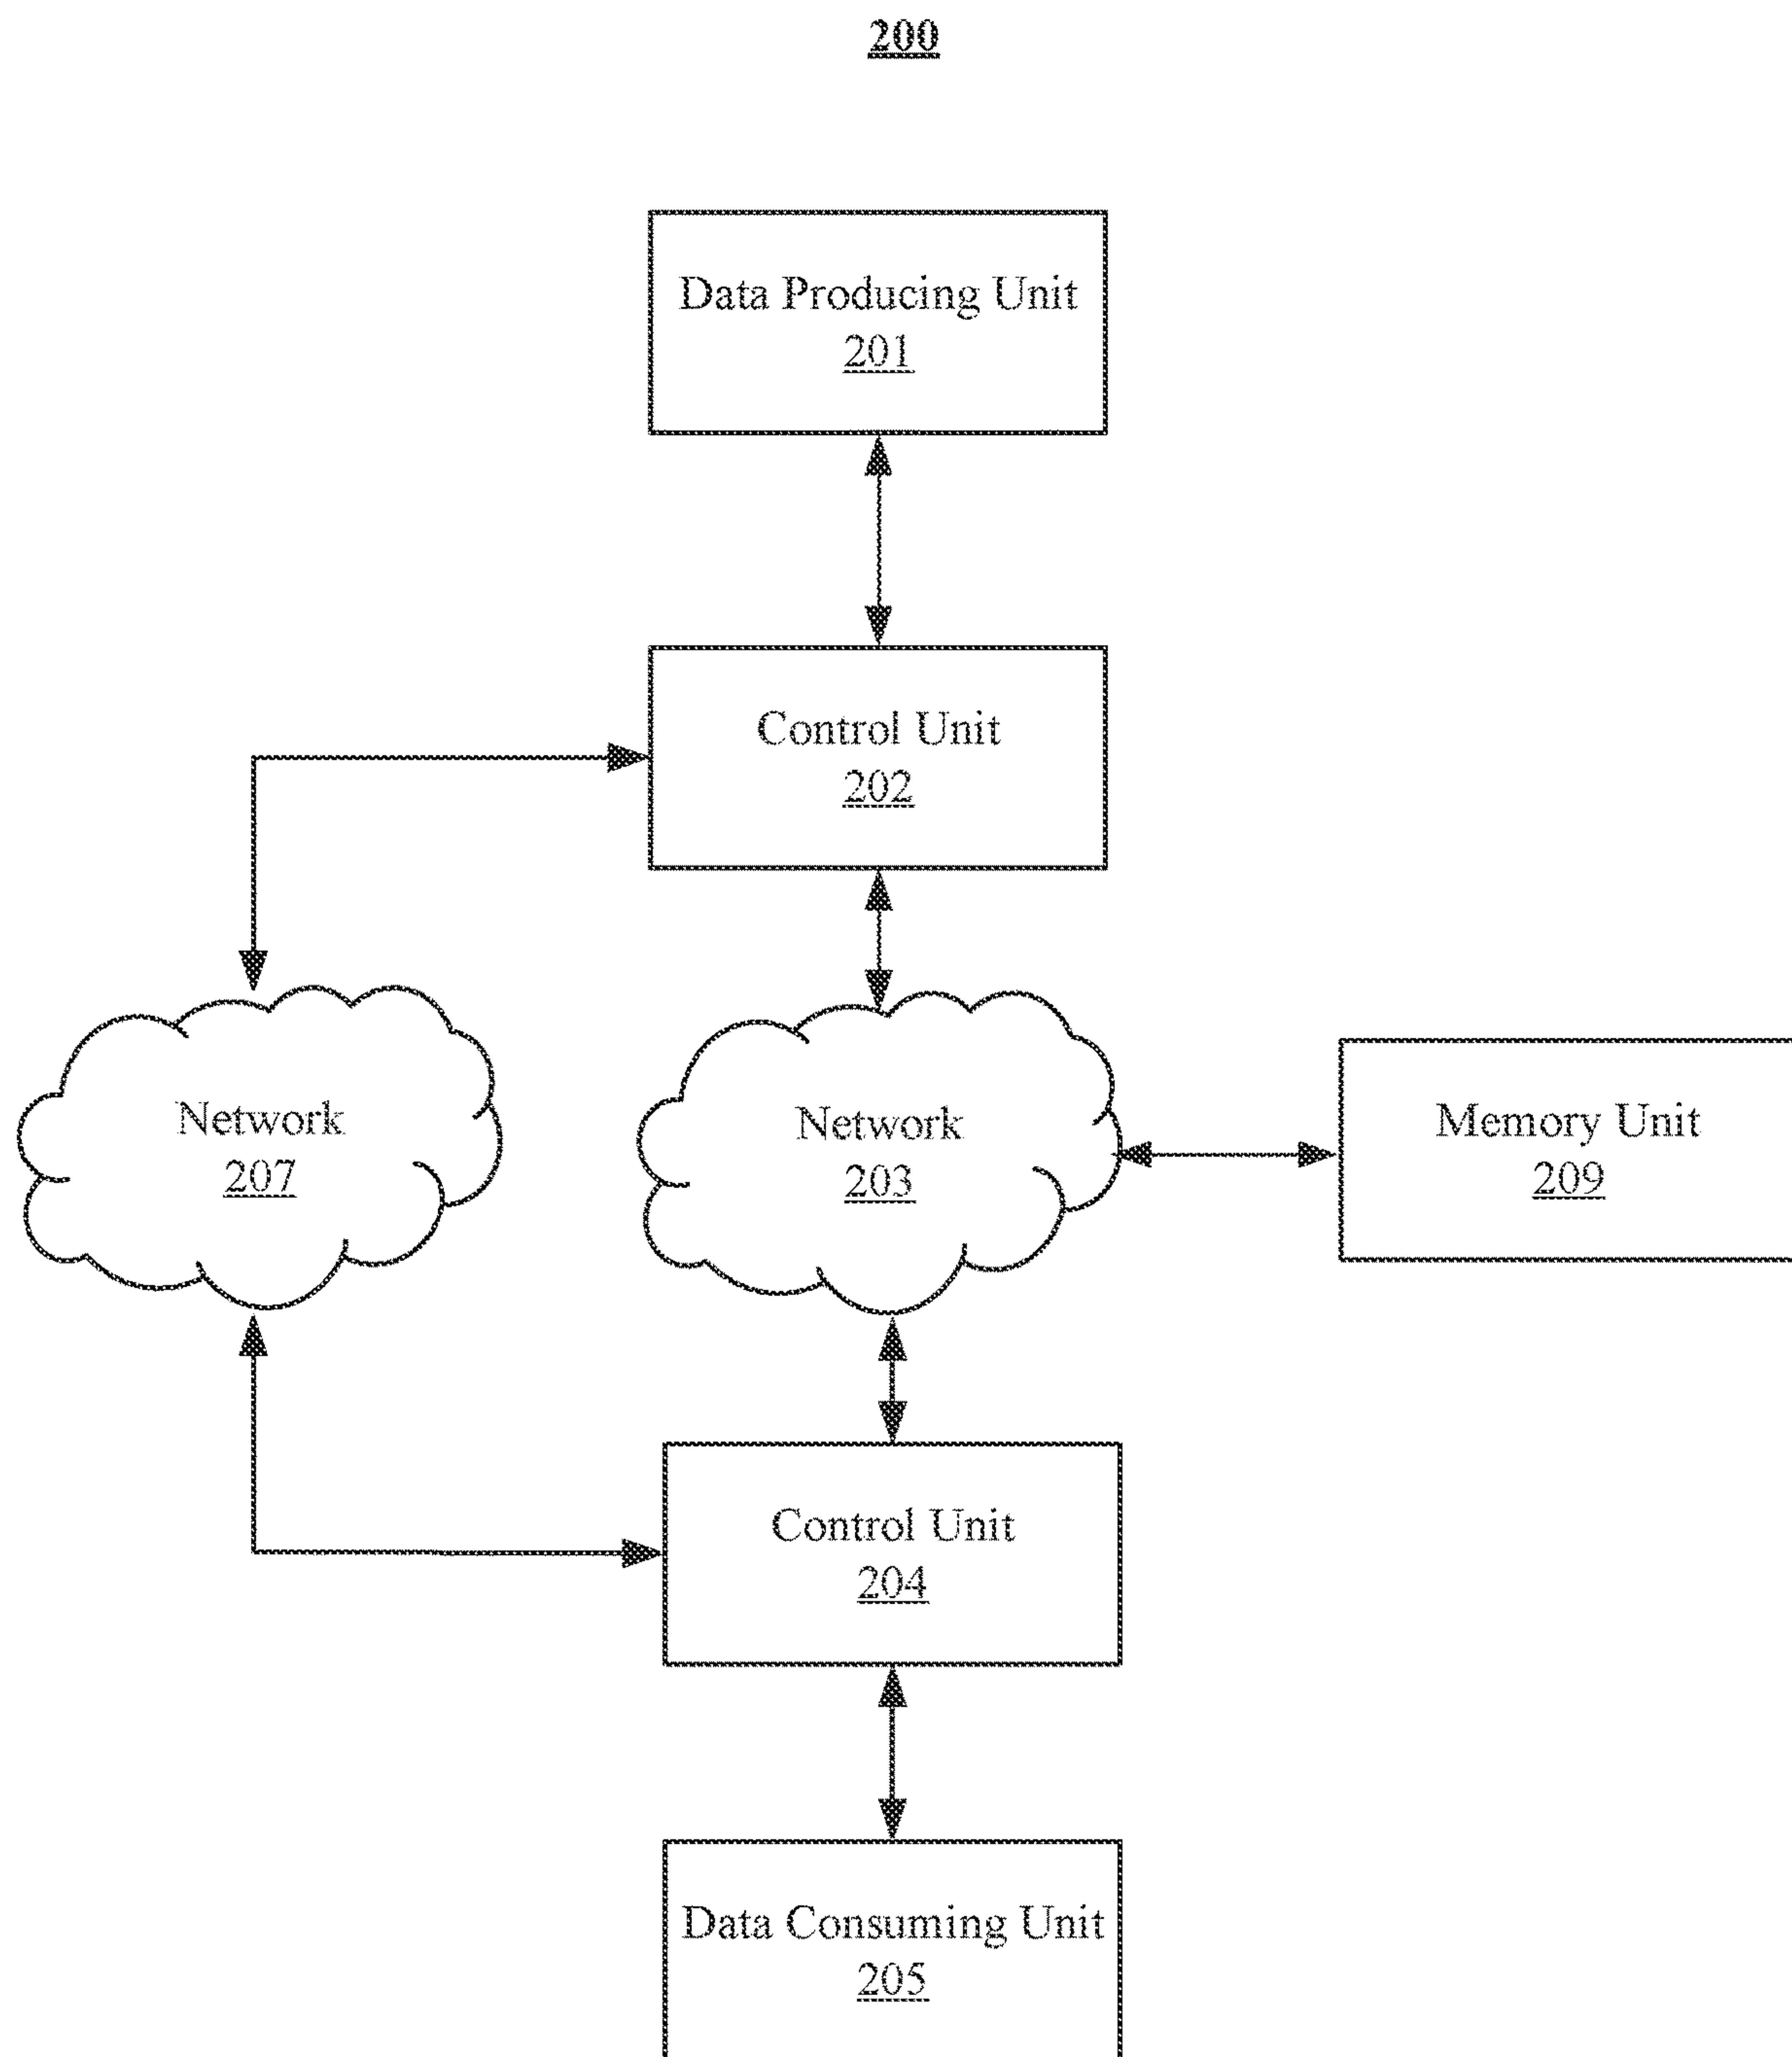 200
Data Producing Unit
201
Control Unit
202
Network
207
Network
203
Memory Unit
209
Control Unit
204
Data Consuming Unit
205